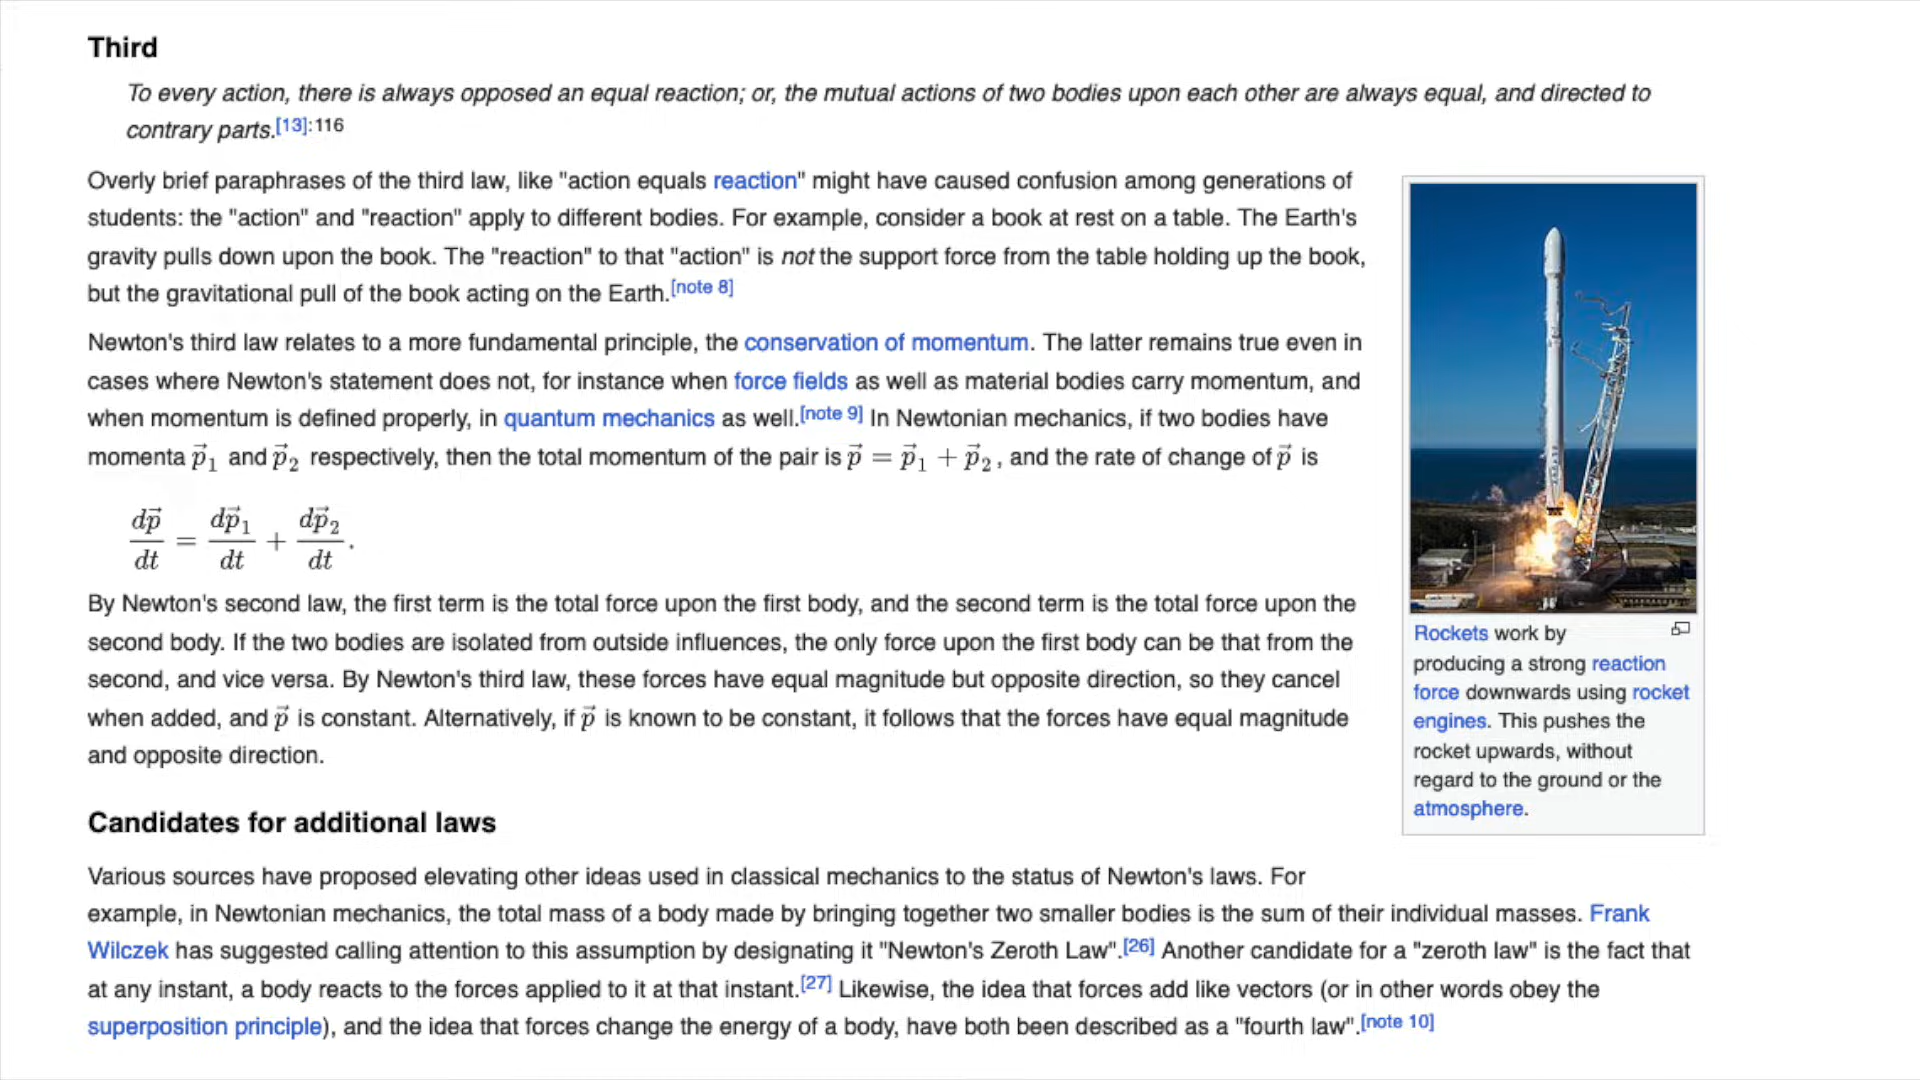 Third
To every action, there is always opposed an equal reaction; or, the mutual actions of two bodies upon each other are always equal, and directed to
contrary parts.[13]:116
Overly brief paraphrases of the third law, like "action equals reaction" might have caused confusion among generations of
students: the "action" and "reaction" apply to different bodies. For example, consider a book at rest on a table. The Earth's
gravity pulls down upon the book. The "reaction" to that "action" is not the support force from the table holding up the book,
but the gravitational pull of the book acting on the Earth.[note 8]
Newton's third law relates to a more fundamental principle, the conservation of momentum. The latter remains true even in
cases where Newton's statement does not, for instance when force fields as well as material bodies carry momentum, and
when momentum is defined properly, in quantum mechanics as well.[note 9] In Newtonian mechanics, if two bodies have
momenta p⃗₁ and p⃗₂ respectively, then the total momentum of the pair is p⃗ = p⃗₁ + p⃗₂, and the rate of change of p⃗ is
dp⃗/dt = dp⃗₁/dt + dp⃗₂/dt.
By Newton's second law, the first term is the total force upon the first body, and the second term is the total force upon the
second body. If the two bodies are isolated from outside influences, the only force upon the first body can be that from the
second, and vice versa. By Newton's third law, these forces have equal magnitude but opposite direction, so they cancel
when added, and p⃗ is constant. Alternatively, if p⃗ is known to be constant, it follows that the forces have equal magnitude
and opposite direction.
Rockets work by
producing a strong reaction
force downwards using rocket
engines. This pushes the
rocket upwards, without
regard to the ground or the
atmosphere.
Candidates for additional laws
Various sources have proposed elevating other ideas used in classical mechanics to the status of Newton's laws. For
example, in Newtonian mechanics, the total mass of a body made by bringing together two smaller bodies is the sum of their individual masses. Frank
Wilczek has suggested calling attention to this assumption by designating it "Newton's Zeroth Law".[26] Another candidate for a "zeroth law" is the fact that
at any instant, a body reacts to the forces applied to it at that instant.[27] Likewise, the idea that forces add like vectors (or in other words obey the
superposition principle), and the idea that forces change the energy of a body, have both been described as a "fourth law".[note 10]